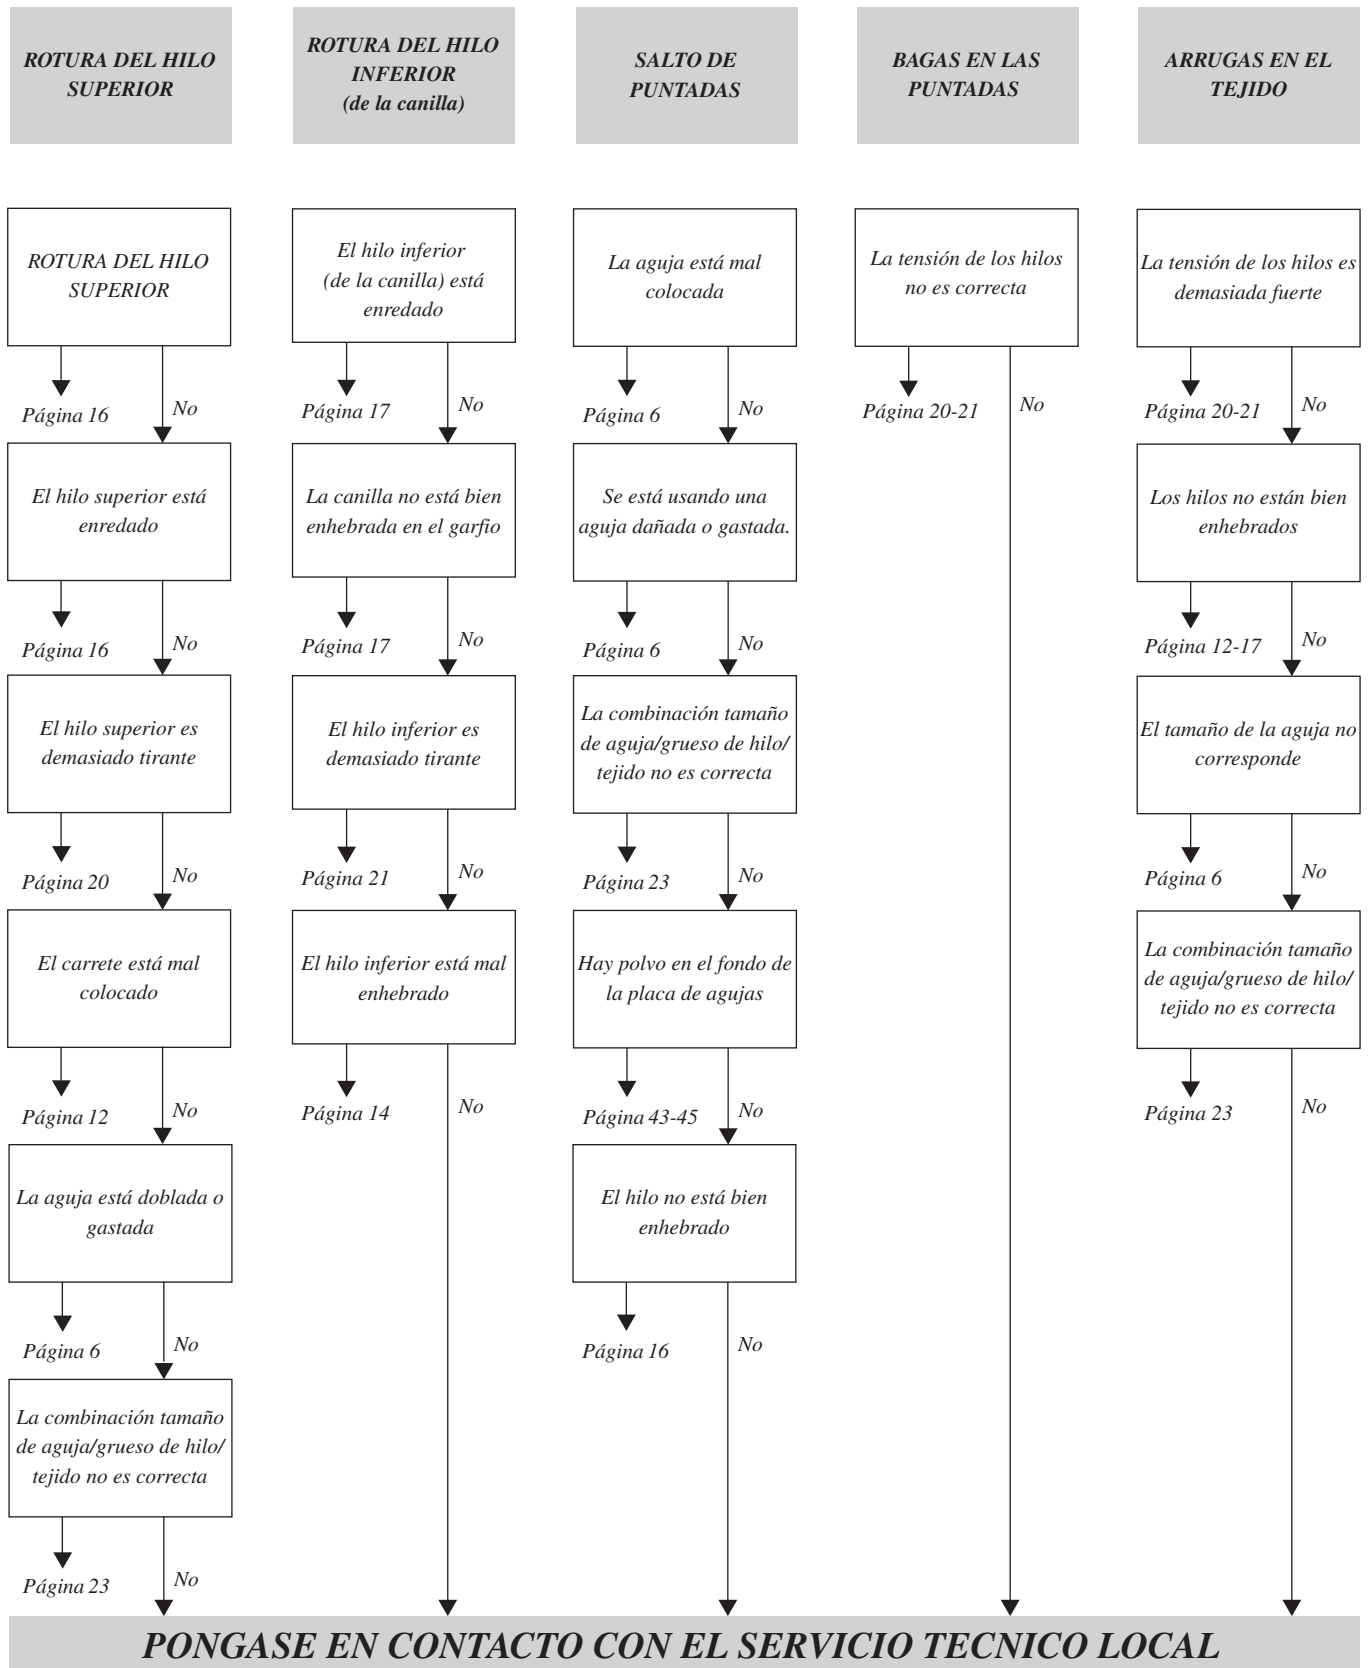 ROTURA DEL HILO
SUPERIOR
ROTURA DEL HILO
INFERIOR
(de la canilla)
SALTO DE
PUNTADAS
BAGAS EN LAS
PUNTADAS
ARRUGAS EN EL
TEJIDO
ROTURA DEL HILO
SUPERIOR
Página 16
No
El hilo superior está
enredado
Página 16
No
El hilo superior es
demasiado tirante
Página 20
No
El carrete está mal
colocado
Página 12
No
La aguja está doblada o
gastada
Página 6
No
La combinación tamaño
de aguja/grueso de hilo/
tejido no es correcta
Página 23
No
El hilo inferior
(de la canilla) está
enredado
Página 17
No
La canilla no está bien
enhebrada en el garfio
Página 17
No
El hilo inferior es
demasiado tirante
Página 21
No
El hilo inferior está mal
enhebrado
Página 14
No
La aguja está mal
colocada
Página 6
No
Se está usando una
aguja dañada o gastada.
Página 6
No
La combinación tamaño
de aguja/grueso de hilo/
tejido no es correcta
Página 23
No
Hay polvo en el fondo de
la placa de agujas
Página 43-45
No
El hilo no está bien
enhebrado
Página 16
No
La tensión de los hilos
no es correcta
Página 20-21
No
La tensión de los hilos es
demasiada fuerte
Página 20-21
No
Los hilos no están bien
enhebrados
Página 12-17
No
El tamaño de la aguja no
corresponde
Página 6
No
La combinación tamaño
de aguja/grueso de hilo/
tejido no es correcta
Página 23
No
PONGASE EN CONTACTO CON EL SERVICIO TECNICO LOCAL